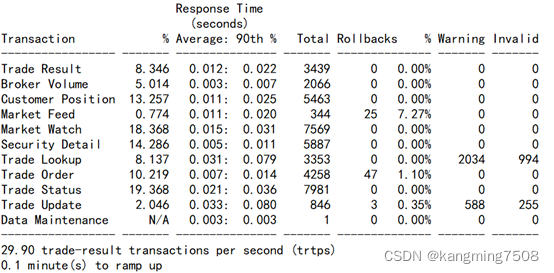 Response Time
(seconds)
Transaction % Average: 90th % Total Rollbacks % Warning Invalid
Trade Result 8.346 0.012: 0.022 3439 0 0.00% 0 0
Broker Volume 5.014 0.003: 0.007 2066 0 0.00% 0 0
Customer Position 13.257 0.011: 0.025 5463 0 0.00% 0 0
Market Feed 0.774 0.011: 0.020 344 25 7.27% 0 0
Market Watch 18.368 0.015: 0.031 7569 0 0.00% 0 0
Security Detail 14.286 0.005: 0.011 5887 0 0.00% 0 0
Trade Lookup 8.137 0.031: 0.079 3353 0 0.00% 2034 994
Trade Order 10.219 0.007: 0.014 4258 47 1.10% 0 0
Trade Status 19.368 0.021: 0.036 7981 0 0.00% 0 0
Trade Update 2.046 0.033: 0.080 846 3 0.35% 588 255
Data Maintenance N/A 0.003: 0.003 1 0 0.00% 0 0
29.90 trade-result transactions per second (trtps)
0.1 minute(s) to ramp up
CSDN @kangming7508